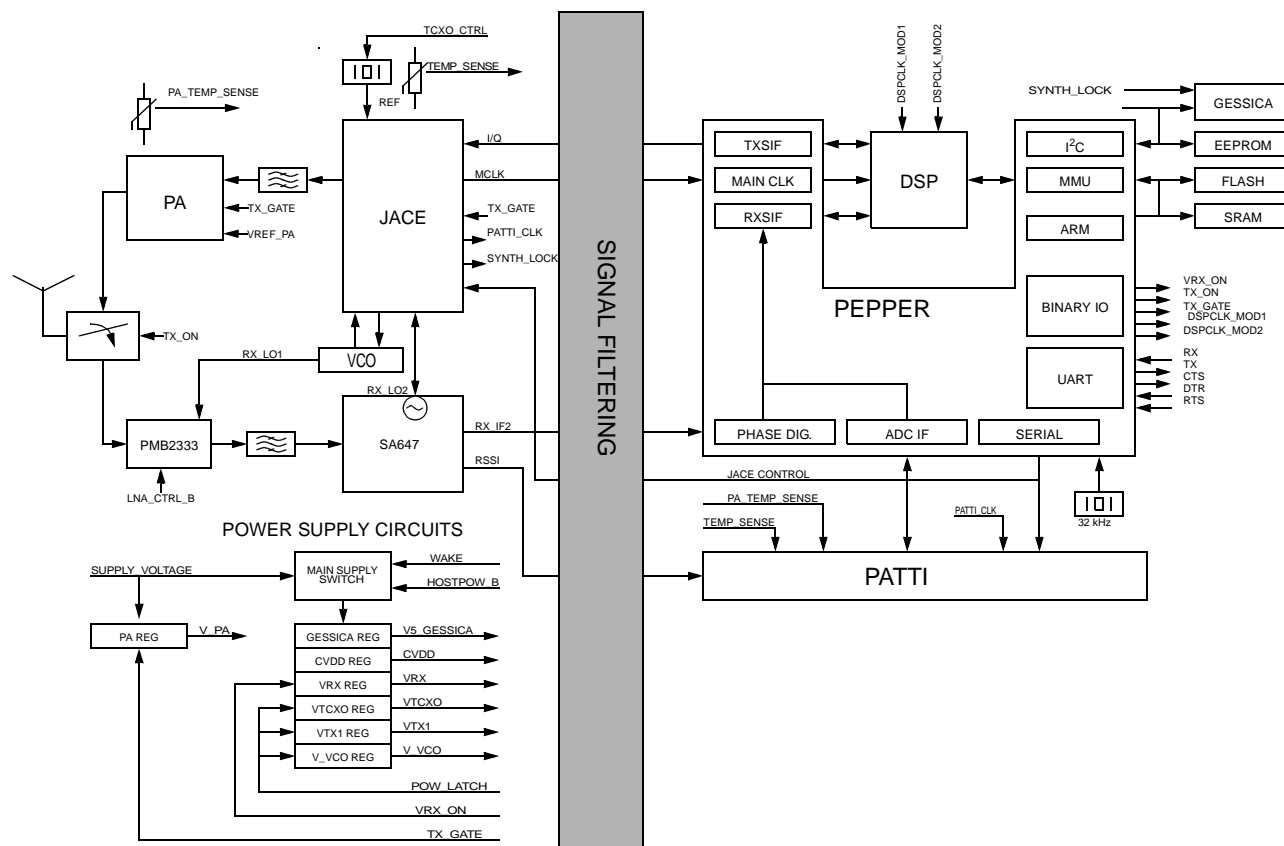 TCXO_CTRL
TEMP_SENSE
REF
PA_TEMP_SENSE
PA
TX_GATE
VREF_PA
JACE
I/Q
MCLK
TX_GATE
PATTI_CLK
SYNTH_LOCK
TX_ON
RX_LO1
VCO
RX_LO2
PMB2333
LNA_CTRL_B
SA647
RX_IF2
RSSI
SIGNAL FILTERING
DSPCLK_MOD1
DSPCLK_MOD2
TXSIF
MAIN CLK
RXSIF
DSP
PEPPER
I2C
MMU
ARM
BINARY IO
UART
PHASE DIG.
ADC IF
SERIAL
SYNTH_LOCK
GESSICA
EEPROM
FLASH
SRAM
VRX_ON
TX_ON
TX_GATE
DSPCLK_MOD1
DSPCLK_MOD2
RX
TX
CTS
DTR
RTS
JACE CONTROL
PA_TEMP_SENSE
TEMP_SENSE
PATTI_CLK
32 kHz
PATTI
POWER SUPPLY CIRCUITS
SUPPLY_VOLTAGE
MAIN SUPPLY
SWITCH
WAKE
HOSTPOW_B
PA REG
V_PA
GESSICA REG
V5_GESSICA
CVDD REG
CVDD
VRX REG
VRX
VTCXO REG
VTCXO
VTX1 REG
VTX1
V_VCO REG
V_VCO
POW_LATCH
VRX_ON
TX_GATE